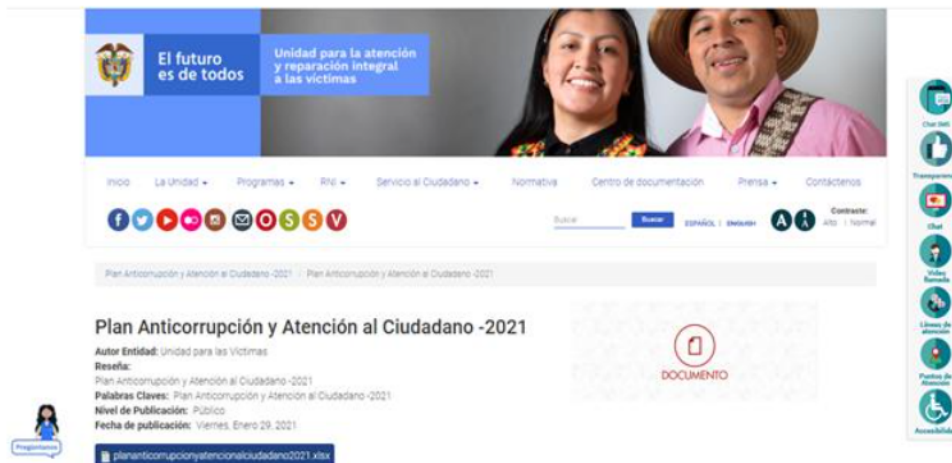 El futuro
es de todos
Unidad para la atención
y reparación integral
a las víctimas
Inicio La Unidad Programas RNI Servicio al Ciudadano Normativa Centro de documentación Prensa Contáctenos
Buscar Buscar ESPAÑOL | ENGLISH A A Contraste:
Alto | Normal
Plan Anticorrupción y Atención al Ciudadano -2021 / Plan Anticorrupción y Atención al Ciudadano -2021
Plan Anticorrupción y Atención al Ciudadano -2021
Autor Entidad: Unidad para las Víctimas
Reseña:
Plan Anticorrupción y Atención al Ciudadano -2021
Palabras Claves: Plan Anticorrupción y Atención al Ciudadano -2021
Nivel de Publicación: Público
Fecha de publicación: Viernes, Enero 29, 2021
plananticorrupcionyatencionalciudadano2021.xlsx
DOCUMENTO
Pregúntame
Chat SMS
Transparen
Chat
Video
llamada
Líneas de
atención
Puntos de
Atención
Accesibilida